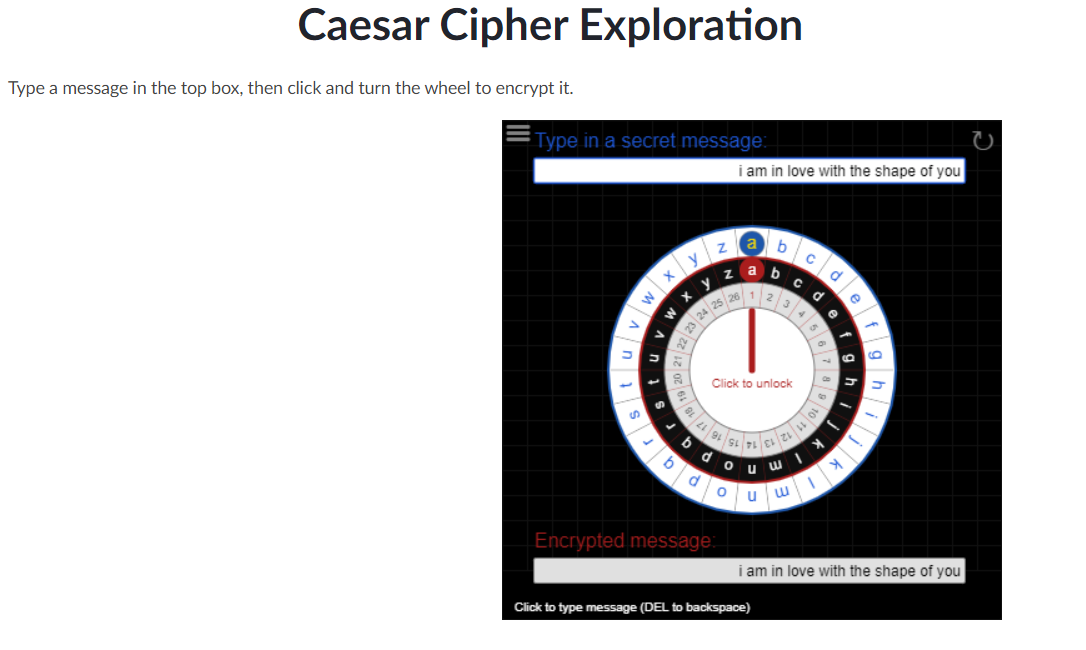 Caesar Cipher Exploration
Type a message in the top box, then click and turn the wheel to encrypt it.
Type in a secret message:
i am in love with the shape of you
a b c d e f g h i j k l m n o p q r s t u v w x y z
a b c d e f g h i j k l m n o p q r s t u v w x y z
1 2 3 4 5 6 7 8 9 10 11 12 13 14 15 16 17 18 19 20 21 22 23 24 25 26
Click to unlock
Encrypted message:
i am in love with the shape of you
Click to type message (DEL to backspace)